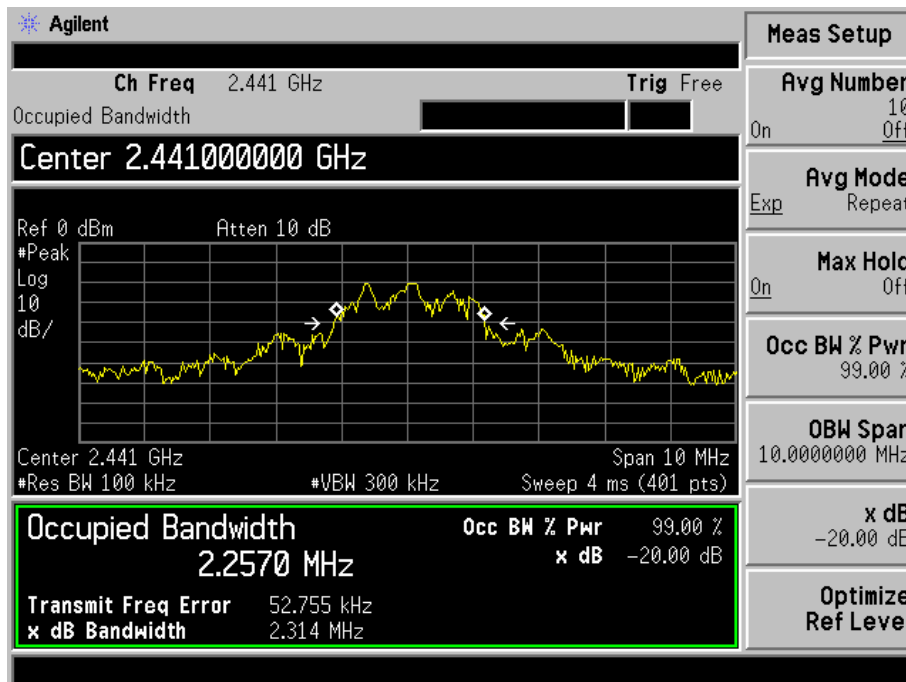 Agilent
Ch Freq 2.441 GHz Trig Free
Occupied Bandwidth
Center 2.441000000 GHz
Ref 0 dBm Atten 10 dB
#Peak
Log
10
dB/
Center 2.441 GHz Span 10 MHz
#Res BW 100 kHz #VBW 300 kHz Sweep 4 ms (401 pts)
Occupied Bandwidth Occ BW % Pwr 99.00 %
2.2570 MHz x dB -20.00 dB
Transmit Freq Error 52.755 kHz
x dB Bandwidth 2.314 MHz
Meas Setup
Avg Number
10
On Off
Avg Mode
Exp Repeat
Max Hold
On Off
Occ BW % Pwr
99.00 %
OBW Span
10.0000000 MHz
x dB
-20.00 dB
Optimize
Ref Level